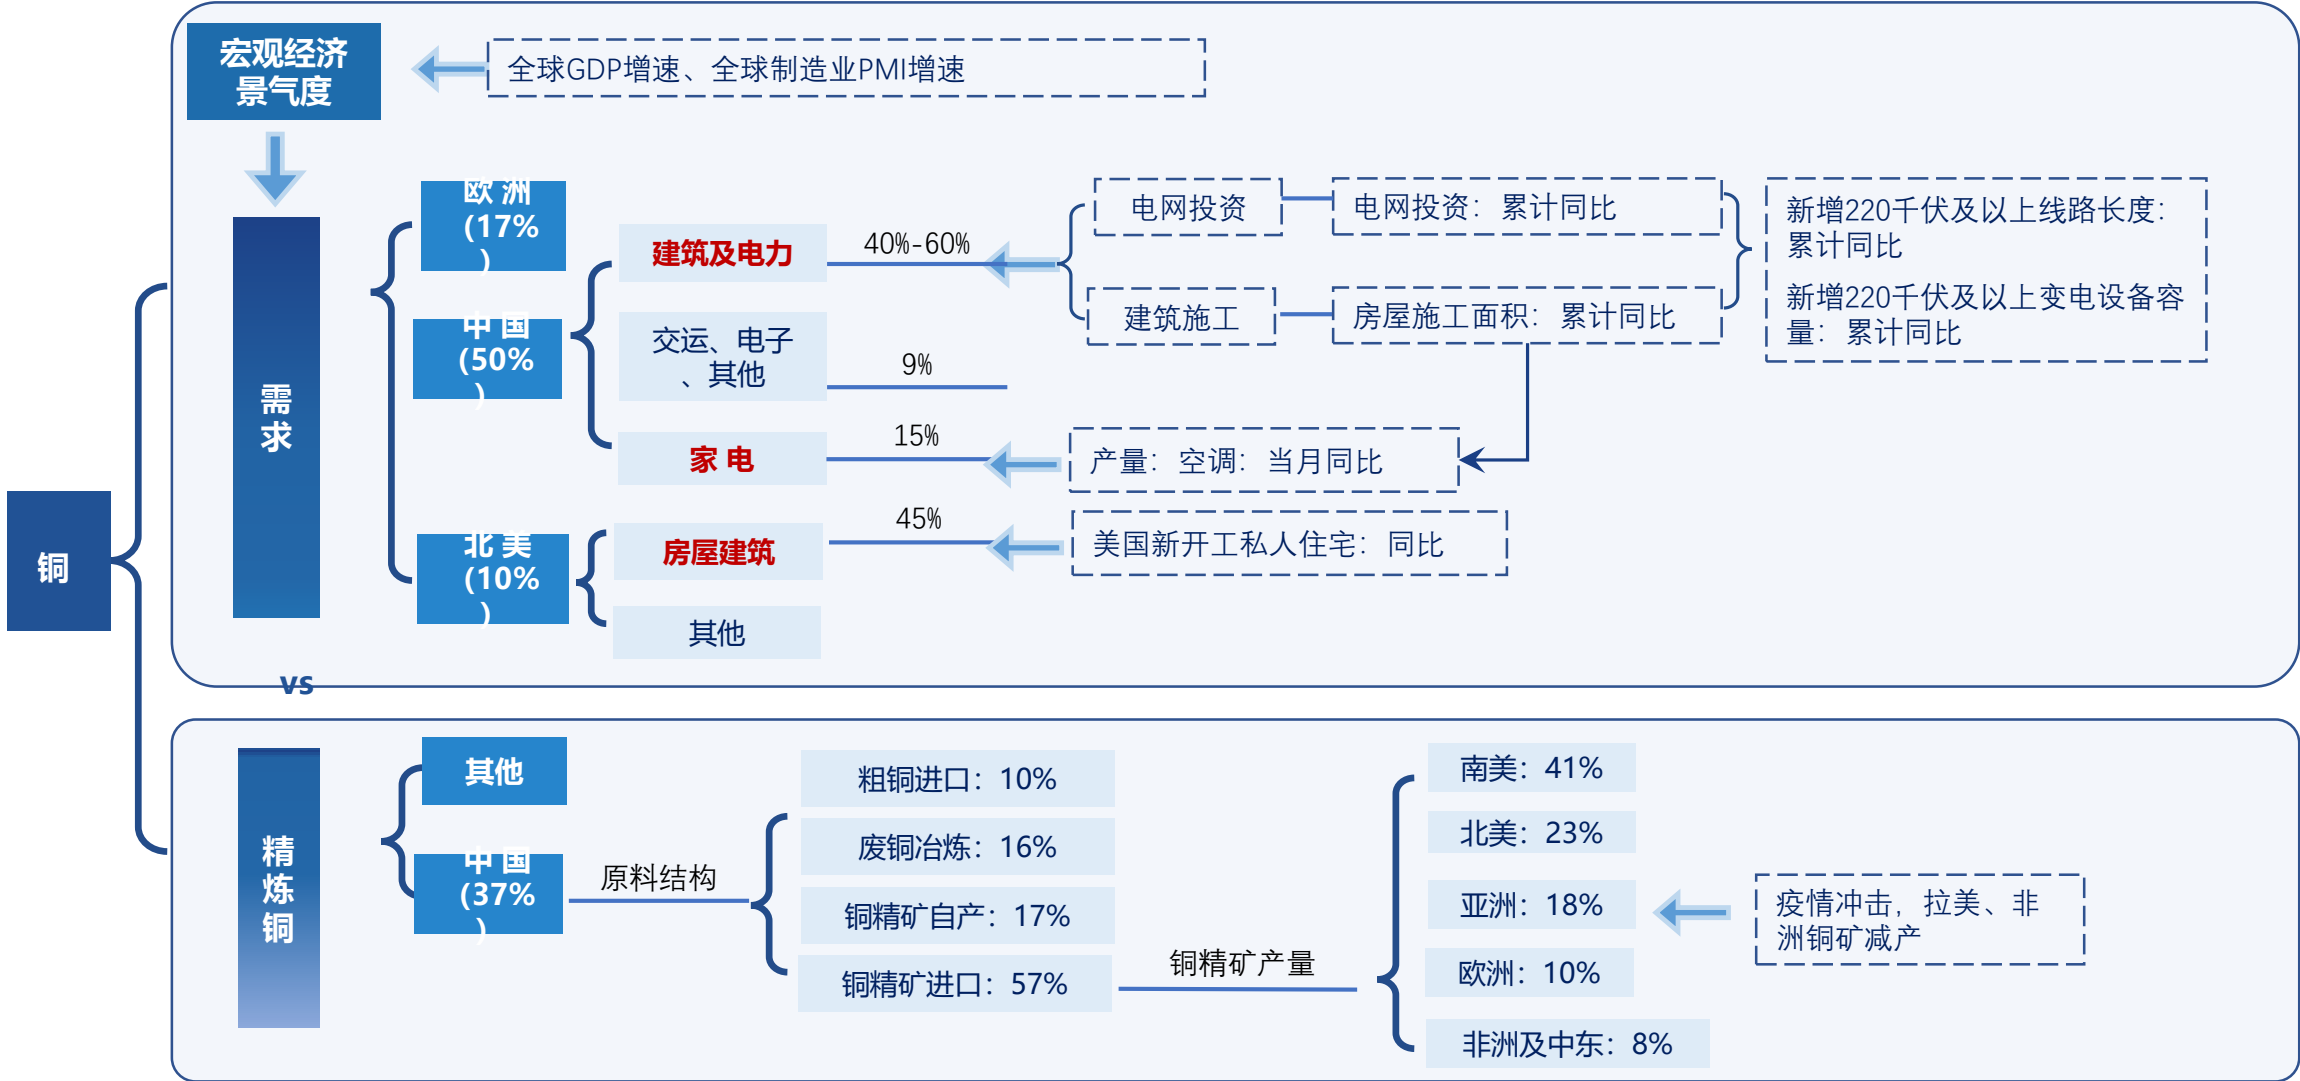 宏观经济
景气度
全球GDP增速、全球制造业PMI增速
铜
需
求
欧 洲
(17%
)
中 国
(50%
)
北 美
(10%
)
建筑及电力
交运、电子
、其他
家 电
房屋建筑
其他
40%-60%
9%
15%
45%
电网投资
建筑施工
电网投资：累计同比
房屋施工面积：累计同比
新增220千伏及以上线路长度：
累计同比
新增220千伏及以上变电设备容
量：累计同比
产量：空调：当月同比
美国新开工私人住宅：同比
vs
精
炼
铜
其他
中 国
(37%
)
原料结构
粗铜进口：10%
废铜冶炼：16%
铜精矿自产：17%
铜精矿进口：57%
铜精矿产量
南美：41%
北美：23%
亚洲：18%
欧洲：10%
非洲及中东：8%
疫情冲击，拉美、非
洲铜矿减产